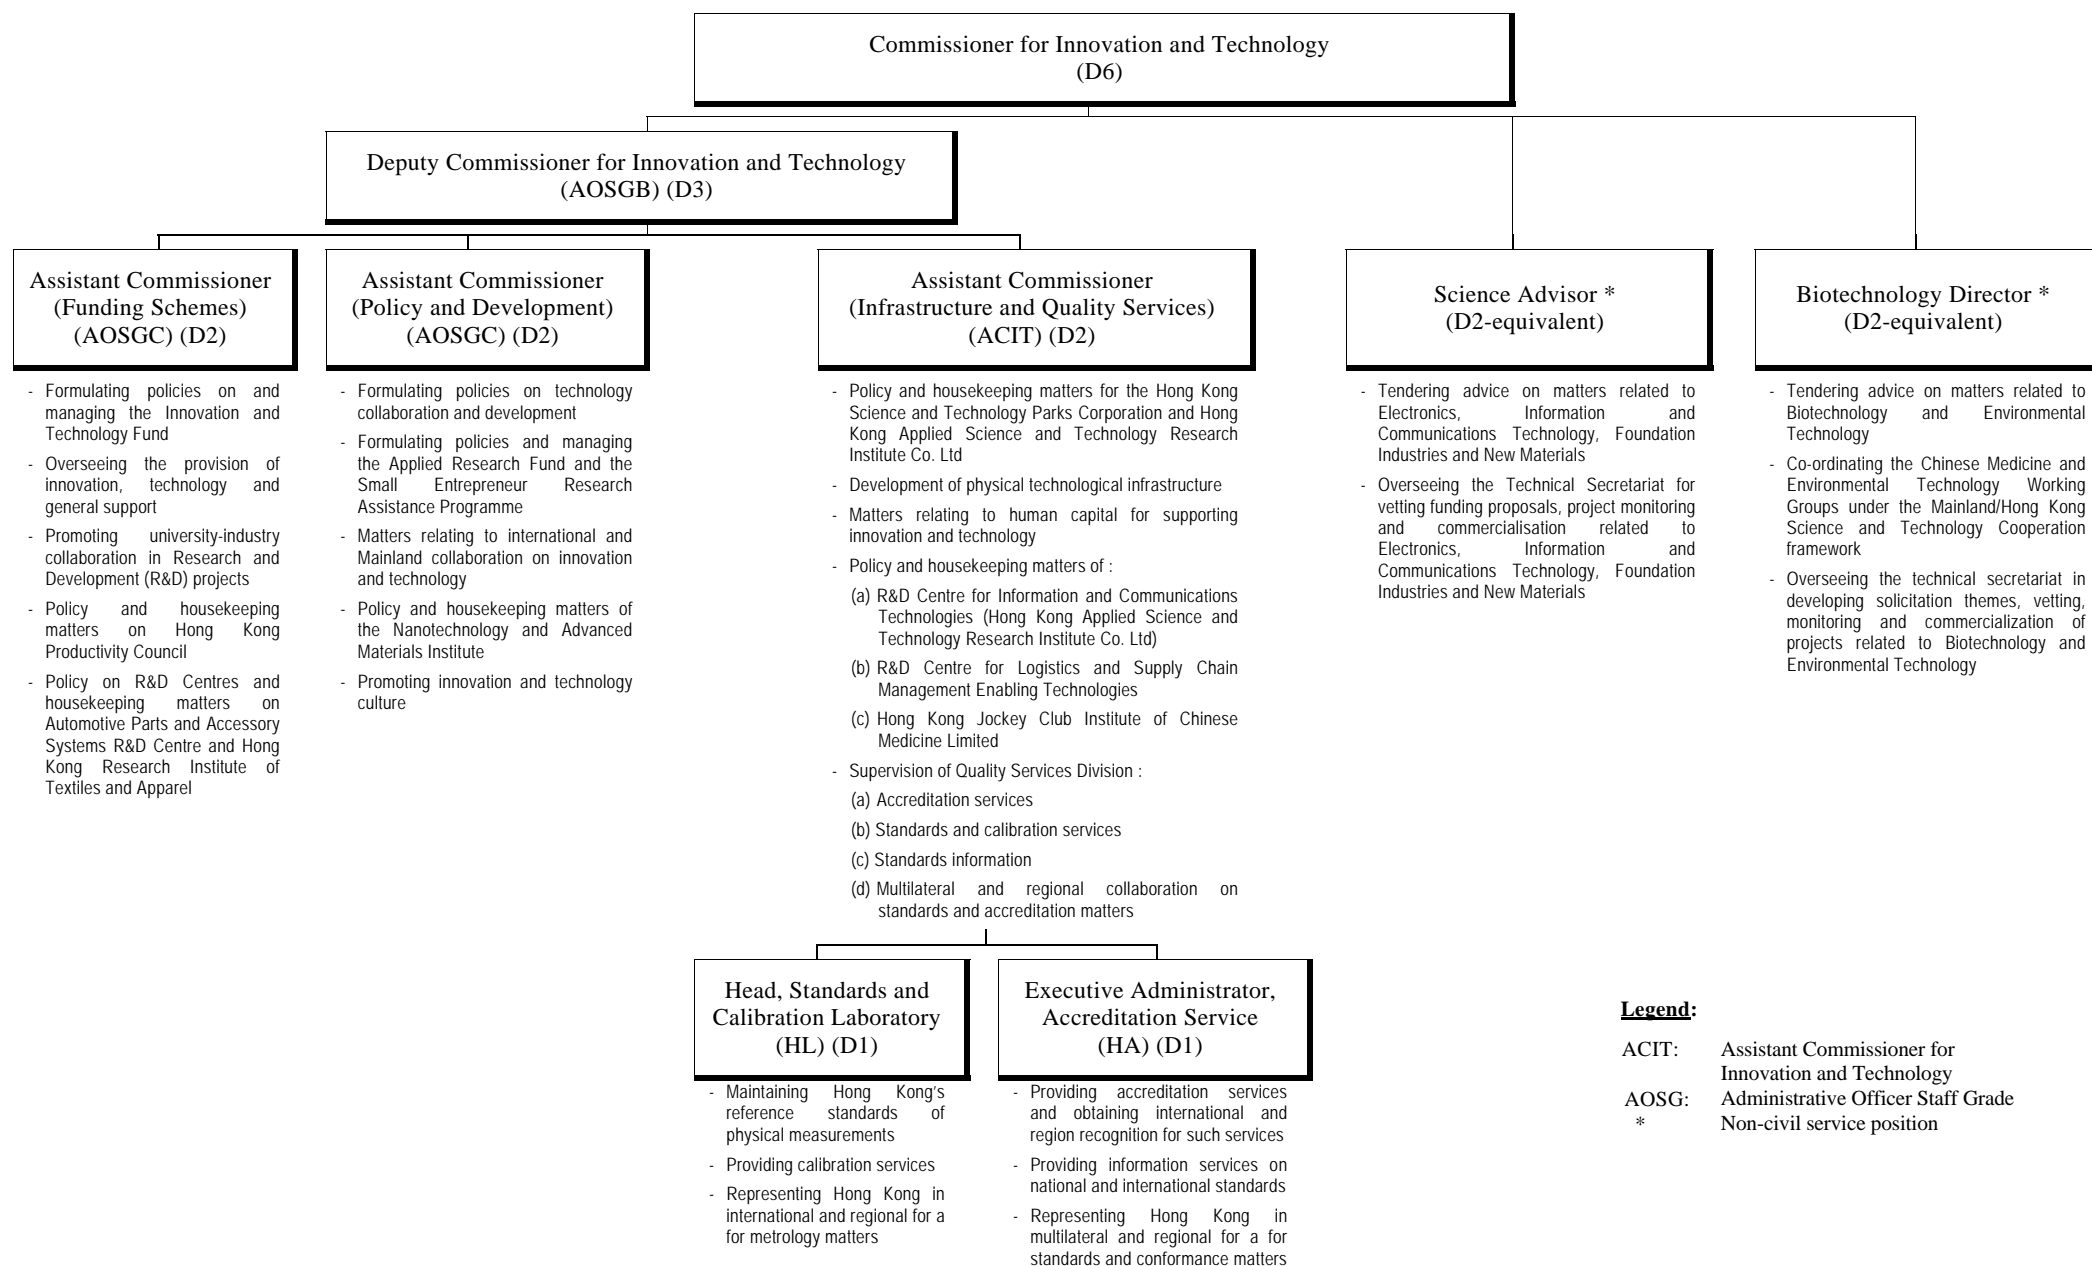 Commissioner for Innovation and Technology
(D6)
Deputy Commissioner for Innovation and Technology
(AOSGB) (D3)
Assistant Commissioner
(Funding Schemes)
(AOSGC) (D2)
- Formulating policies on and
managing the Innovation and
Technology Fund
- Overseeing the provision of
innovation, technology and
general support
- Promoting university-industry
collaboration in Research and
Development (R&D) projects
- Policy and housekeeping
matters on Hong Kong
Productivity Council
- Policy on R&D Centres and
housekeeping matters on
Automotive Parts and Accessory
Systems R&D Centre and Hong
Kong Research Institute of
Textiles and Apparel
Assistant Commissioner
(Policy and Development)
(AOSGC) (D2)
- Formulating policies on technology
collaboration and development
- Formulating policies and managing
the Applied Research Fund and the
Small Entrepreneur Research
Assistance Programme
- Matters relating to international and
Mainland collaboration on innovation
and technology
- Policy and housekeeping matters of
the Nanotechnology and Advanced
Materials Institute
- Promoting innovation and technology
culture
Assistant Commissioner
(Infrastructure and Quality Services)
(ACIT) (D2)
- Policy and housekeeping matters for the Hong Kong
Science and Technology Parks Corporation and Hong
Kong Applied Science and Technology Research
Institute Co. Ltd
- Development of physical technological infrastructure
- Matters relating to human capital for supporting
innovation and technology
- Policy and housekeeping matters of :
(a) R&D Centre for Information and Communications
Technologies (Hong Kong Applied Science and
Technology Research Institute Co. Ltd)
(b) R&D Centre for Logistics and Supply Chain
Management Enabling Technologies
(c) Hong Kong Jockey Club Institute of Chinese
Medicine Limited
- Supervision of Quality Services Division :
(a) Accreditation services
(b) Standards and calibration services
(c) Standards information
(d) Multilateral and regional collaboration on
standards and accreditation matters
Science Advisor *
(D2-equivalent)
- Tendering advice on matters related to
Electronics, Information and
Communications Technology, Foundation
Industries and New Materials
- Overseeing the Technical Secretariat for
vetting funding proposals, project monitoring
and commercialisation related to
Electronics, Information and
Communications Technology, Foundation
Industries and New Materials
Biotechnology Director *
(D2-equivalent)
- Tendering advice on matters related to
Biotechnology and Environmental
Technology
- Co-ordinating the Chinese Medicine and
Environmental Technology Working
Groups under the Mainland/Hong Kong
Science and Technology Cooperation
framework
- Overseeing the technical secretariat in
developing solicitation themes, vetting,
monitoring and commercialization of
projects related to Biotechnology and
Environmental Technology
Head, Standards and
Calibration Laboratory
(HL) (D1)
- Maintaining Hong Kong's
reference standards of
physical measurements
- Providing calibration services
- Representing Hong Kong in
international and regional for a
for metrology matters
Executive Administrator,
Accreditation Service
(HA) (D1)
- Providing accreditation services
and obtaining international and
region recognition for such services
- Providing information services on
national and international standards
- Representing Hong Kong in
multilateral and regional for a for
standards and conformance matters
Legend:
ACIT: Assistant Commissioner for
Innovation and Technology
AOSG: Administrative Officer Staff Grade
* Non-civil service position